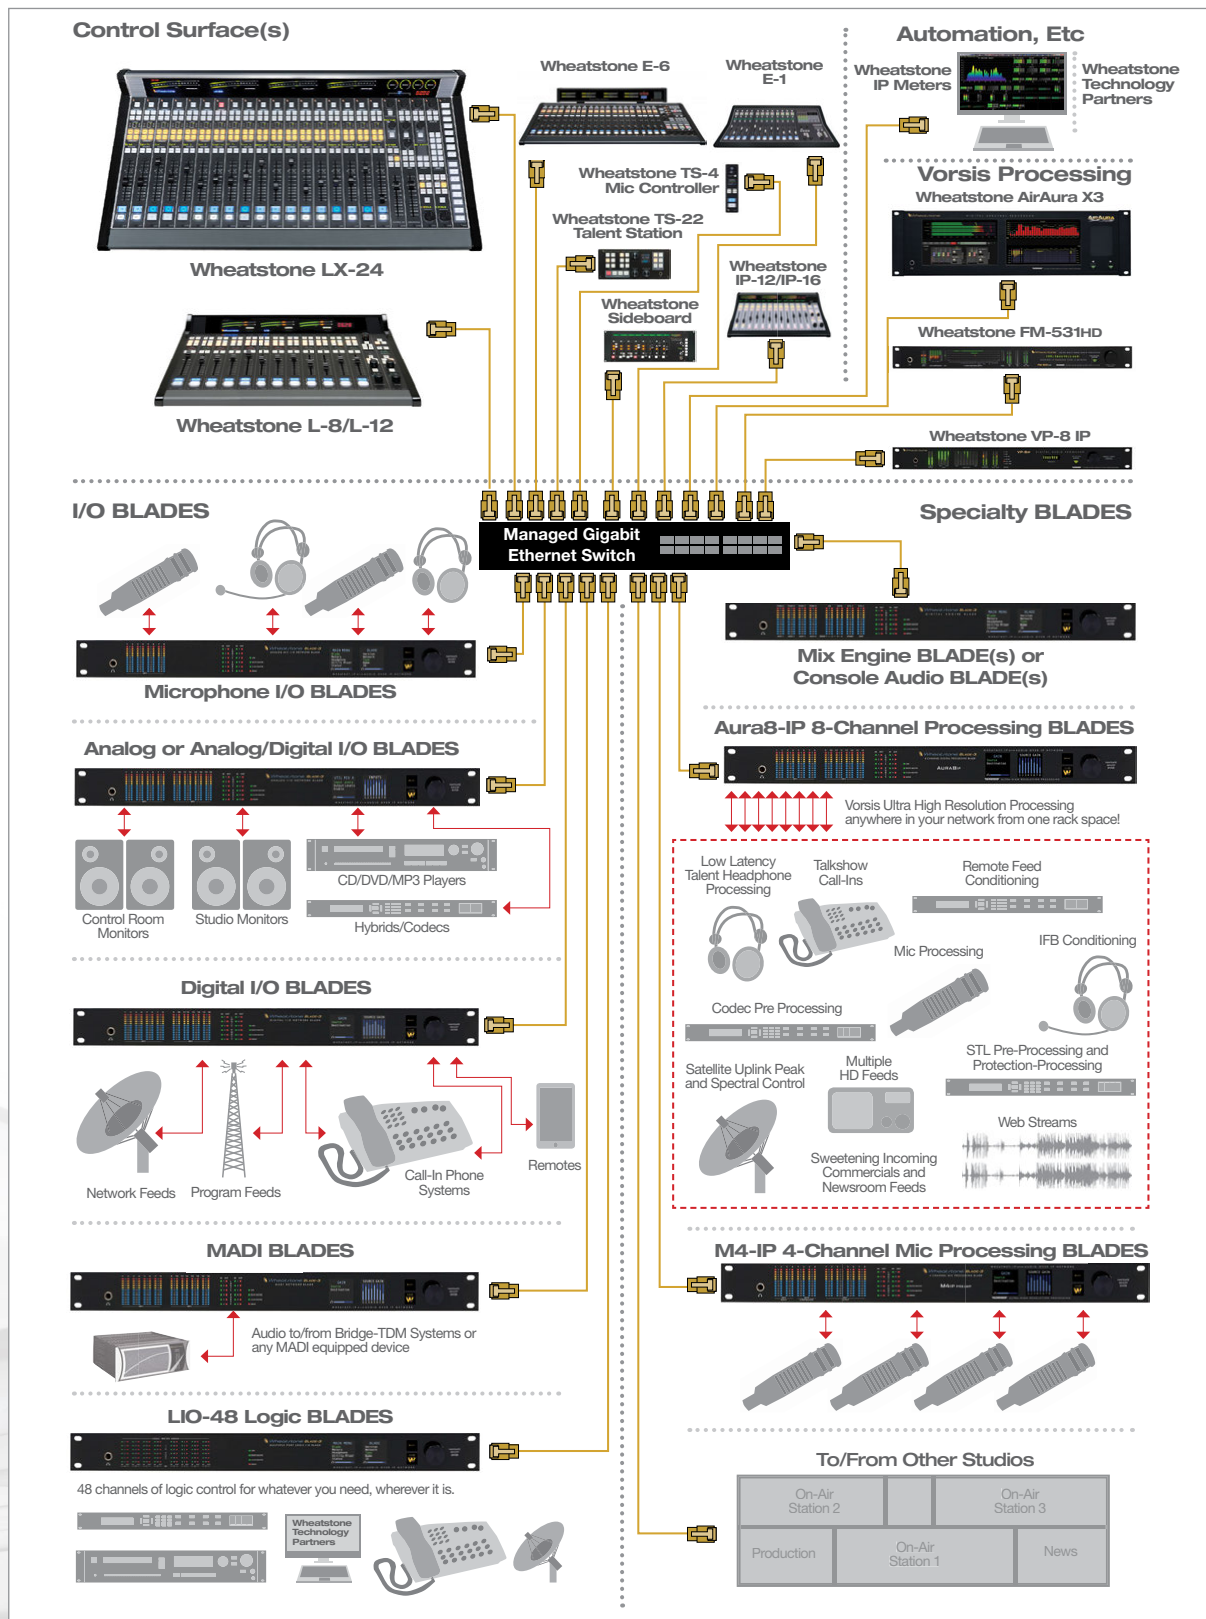 Control Surface(s)
Wheatstone LX-24
Wheatstone L-8/L-12
Wheatstone E-6
Wheatstone
E-1
Wheatstone TS-4
Mic Controller
Wheatstone TS-22
Talent Station
Wheatstone
Sideboard
Wheatstone
IP-12/IP-16
Automation, Etc
Wheatstone
IP Meters
Wheatstone
Technology
Partners
Vorsis Processing
Wheatstone AirAura X3
Wheatstone FM-531HD
Wheatstone VP-8 IP
Managed Gigabit
Ethernet Switch
I/O BLADES
Microphone I/O BLADES
Analog or Analog/Digital I/O BLADES
Control Room
Monitors
Studio Monitors
CD/DVD/MP3 Players
Hybrids/Codecs
Digital I/O BLADES
Network Feeds
Program Feeds
Call-In Phone
Systems
Remotes
MADI BLADES
Audio to/from Bridge-TDM Systems or
any MADI equipped device
LIO-48 Logic BLADES
48 channels of logic control for whatever you need, wherever it is.
Wheatstone
Technology
Partners
Specialty BLADES
Mix Engine BLADE(s) or
Console Audio BLADE(s)
Aura8-IP 8-Channel Processing BLADES
Vorsis Ultra High Resolution Processing
anywhere in your network from one rack space!
Low Latency
Talent Headphone
Processing
Talkshow
Call-Ins
Remote Feed
Conditioning
Mic Processing
IFB Conditioning
Codec Pre Processing
Satellite Uplink Peak
and Spectral Control
Multiple
HD Feeds
STL Pre-Processing and
Protection-Processing
Sweetening Incoming
Commercials and
Newsroom Feeds
Web Streams
M4-IP 4-Channel Mic Processing BLADES
To/From Other Studios
On-Air
Station 2
On-Air
Station 3
Production
On-Air
Station 1
News